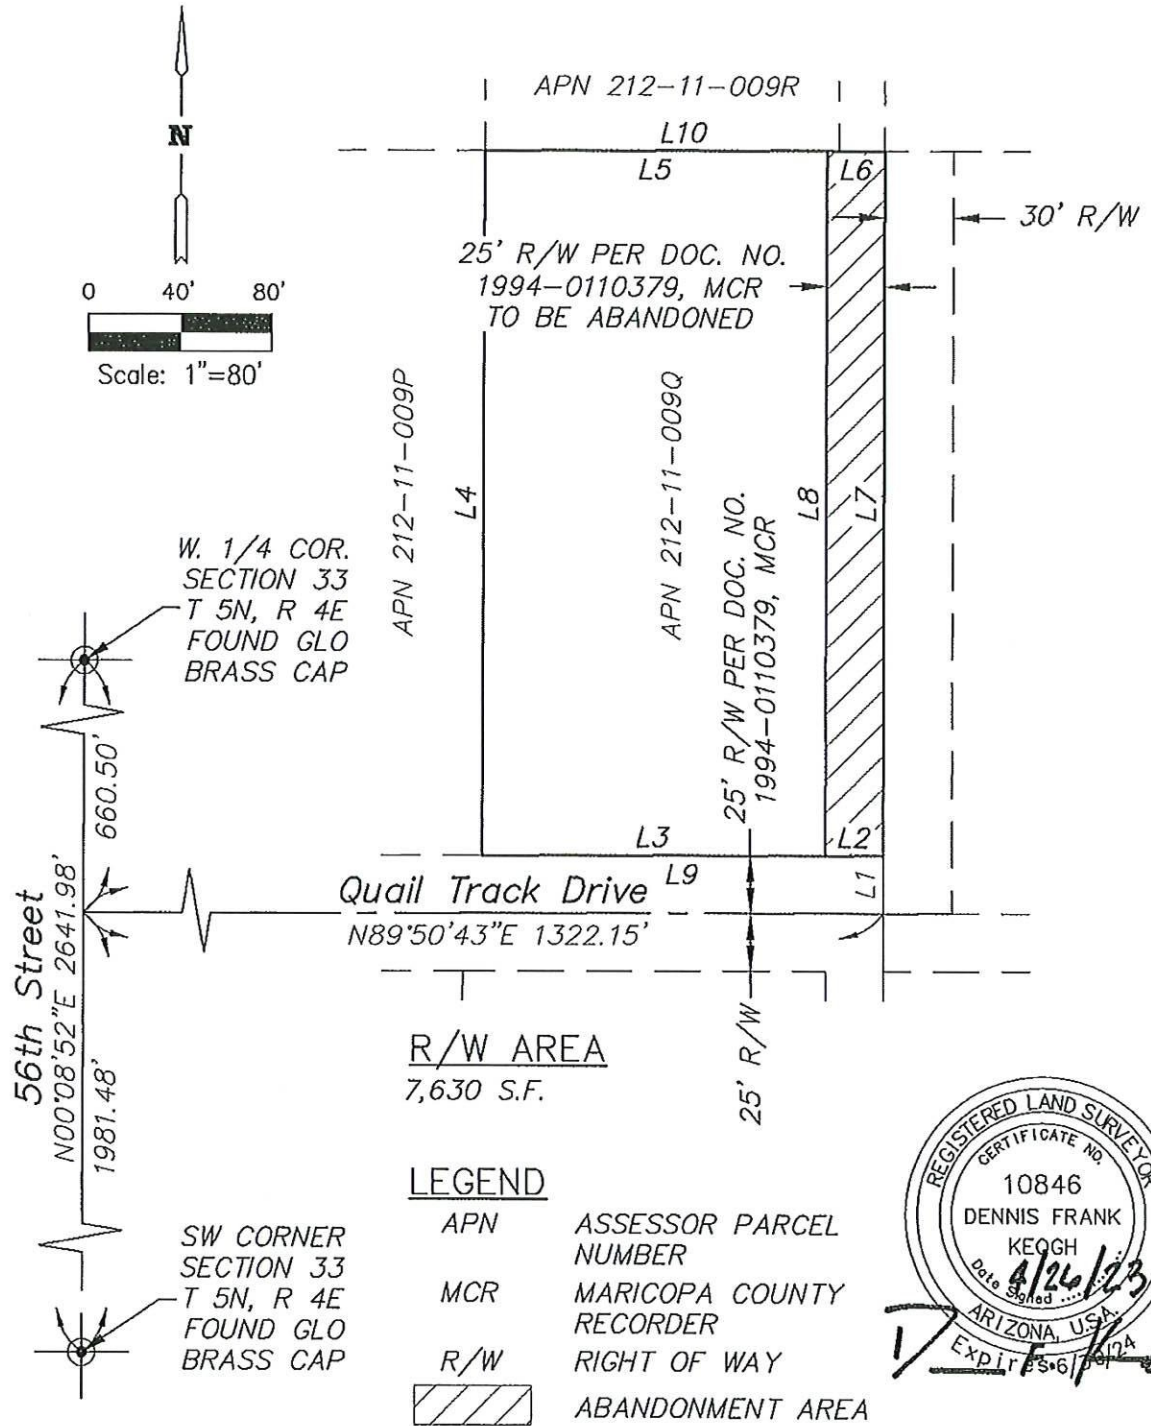 N
0 40' 80'
Scale: 1"=80'
APN 212-11-009R
L10
L5
L6
30' R/W
25' R/W PER DOC. NO.
1994-0110379, MCR
TO BE ABANDONED
APN 212-11-009P
L4
APN 212-11-009Q
25' R/W PER DOC. NO.
1994-0110379, MCR
L8
L7
W. 1/4 COR.
SECTION 33
T 5N, R 4E
FOUND GLO
BRASS CAP
660.50'
56th Street
N00°08'52"E 2641.98'
1981.48'
L3
L2
L9
L1
Quail Track Drive
N89°50'43"E 1322.15'
25' R/W
R/W AREA
7,630 S.F.
SW CORNER
SECTION 33
T 5N, R 4E
FOUND GLO
BRASS CAP
LEGEND
APN ASSESSOR PARCEL
NUMBER
MCR MARICOPA COUNTY
RECORDER
R/W RIGHT OF WAY
ABANDONMENT AREA
REGISTERED LAND SURVEYOR
CERTIFICATE NO.
10846
DENNIS FRANK
KEOGH
Date Signed 4/26/23
ARIZONA, U.S.A.
Expires 6/30/24